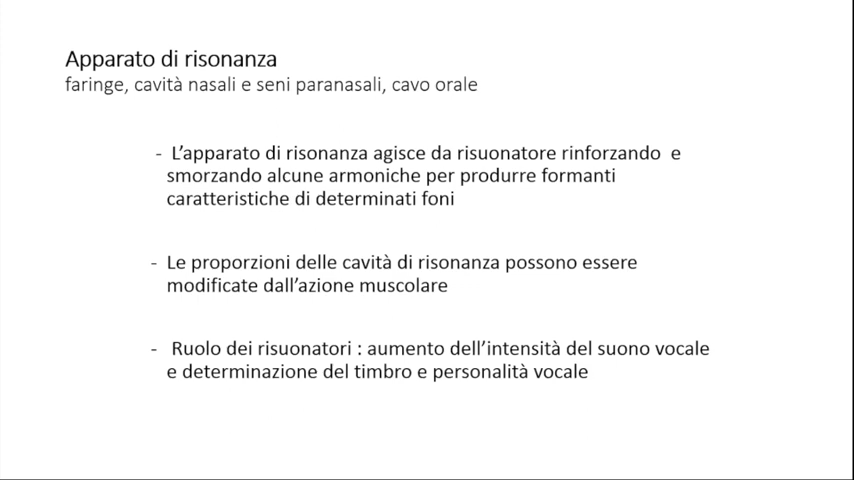 Apparato di risonanza
faringe, cavità nasali e seni paranasali, cavo orale
- L’apparato di risonanza agisce da risuonatore rinforzando e
smorzando alcune armoniche per produrre formanti
caratteristiche di determinati foni
- Le proporzioni delle cavità di risonanza possono essere
modificate dall’azione muscolare
- Ruolo dei risuonatori : aumento dell’intensità del suono vocale
e determinazione del timbro e personalità vocale